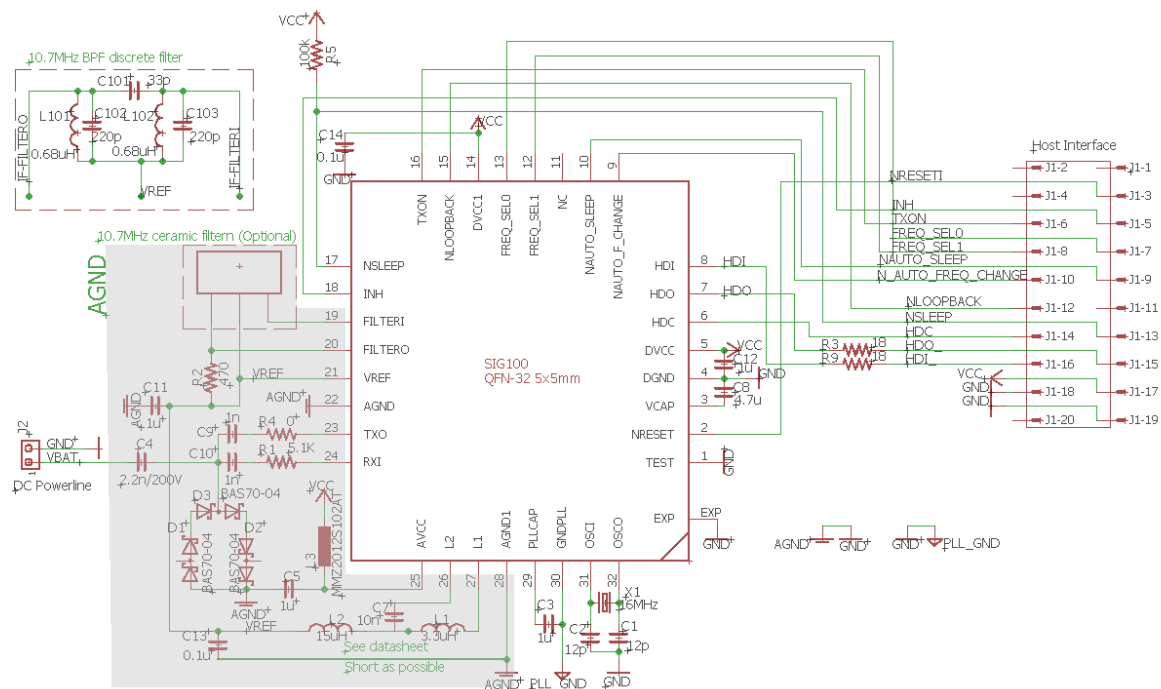 VCC
100K
R5
10.7MHz BPF discrete filter
C101
33p
L101
C102
L102
C103
220p
220p
0.68uH
0.68uH
IF-FILTERO
VREF
IF-FILTERI
C14
0.1u
GND
VCC
16
15
14
13
12
11
10
9
TXON
NLOOPBACK
DVCC1
FREQ_SEL0
FREQ_SEL1
NC
NAUTO_SLEEP
NAUTO_F_CHANGE
Host Interface
NRESETI
INH
TXON
FREQ_SEL0
FREQ_SEL1
NAUTO_SLEEP
N_AUTO_FREQ_CHANGE
NLOOPBACK
NSLEEP
HDC
HDO_
HDI_
VCC
GND
GND
J1-2
J1-1
J1-4
J1-3
J1-6
J1-5
J1-8
J1-7
J1-10
J1-9
J1-12
J1-11
J1-14
J1-13
J1-16
J1-15
J1-18
J1-17
J1-20
J1-19
10.7MHz ceramic filtern (Optional)
AGND
17
NSLEEP
18
INH
19
FILTERI
20
FILTERO
21
VREF
22
AGND
23
TXO
24
RXI
SIG100
QFN-32 5x5mm
HDI
8
HDI
HDO
7
HDO
HDC
6
DVCC
5
DGND
4
VCAP
3
NRESET
2
TEST
1
GND
EXP
GND
VCC
C12
1u
GND
C8
4.7u
R3
18
R9
18
R2
470
VREF
C11
.1u
AGND
AGND
1n
C9
R4
0
C10
1n
R1
5.1K
J2
GND
VBAT
1
DC Powerline
C4
2.2n/200V
D3
BAS70-04
D1
BAS70-04
D2
BAS70-04
VCC
L3
MMZ2012S102AT
C5
1u
AGND
VREF
C13
0.1u
L2
15uH
C7
10n
L1
3.3uH
See datasheet
Short as possible
AVCC
L2
L1
AGND1
PLLCAP
GNDPLL
OSCI
OSCO
25
26
27
28
29
30
31
32
AGND
C3
1u
PLL_GND
X1
16MHz
C2
12p
C1
12p
GND
AGND
GND
GND
PLL_GND